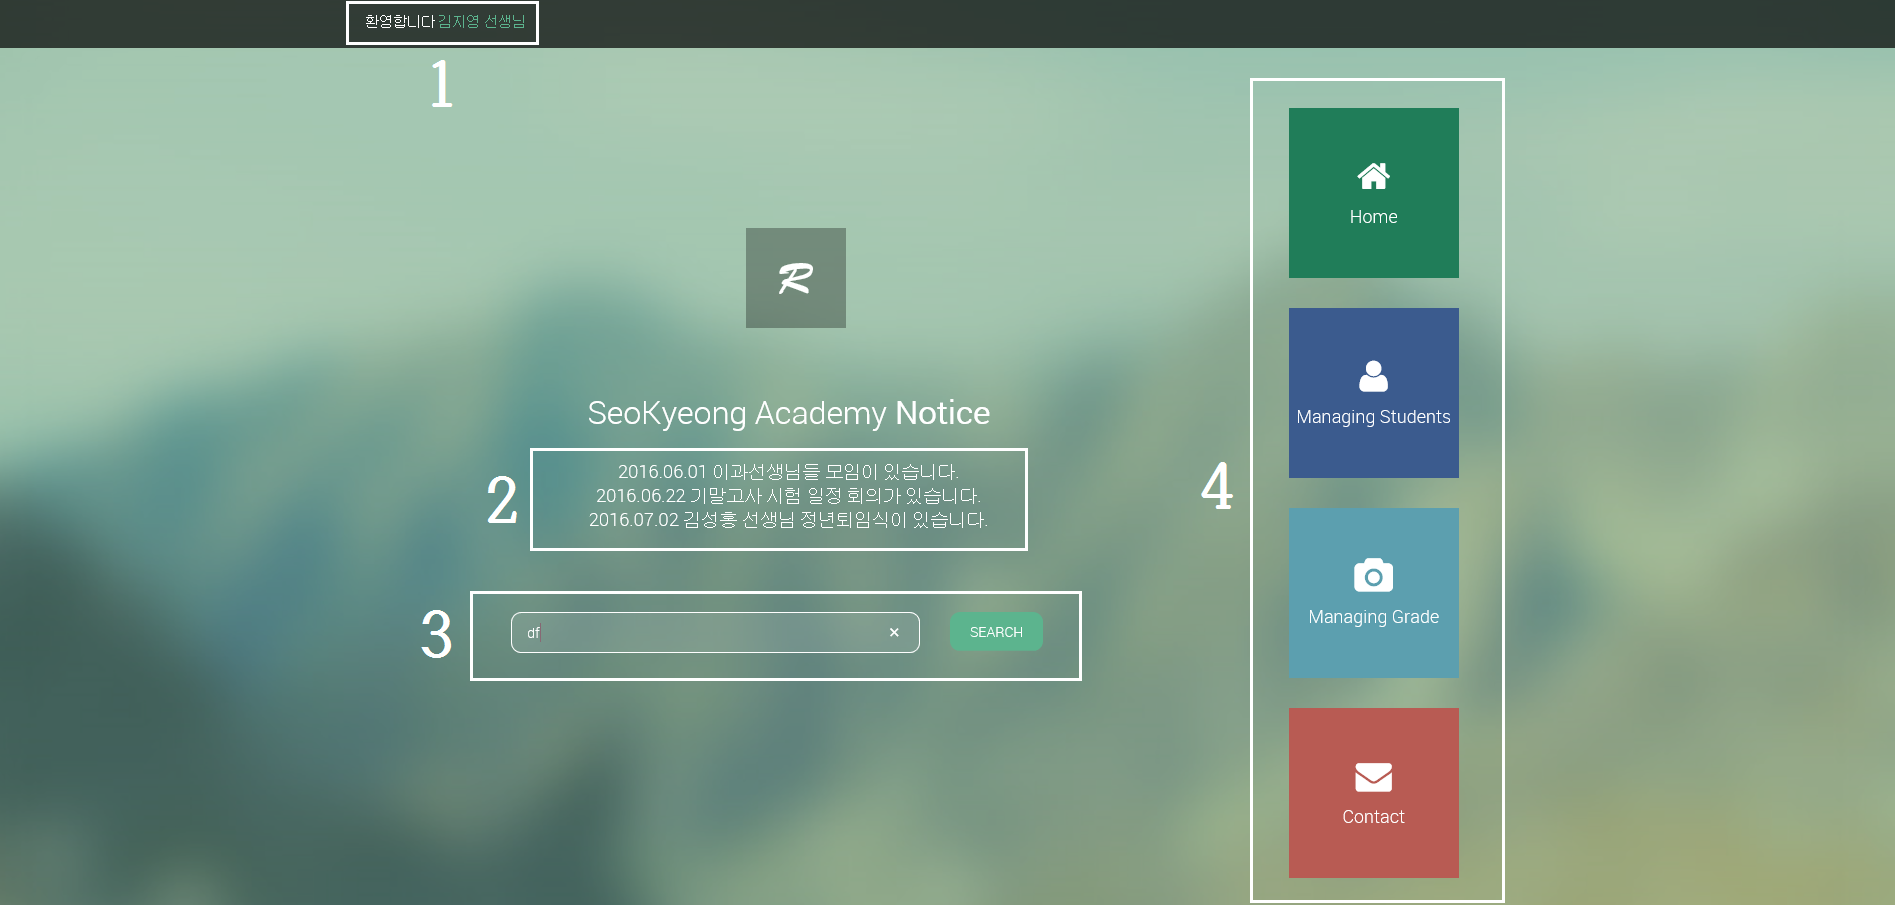 환영합니다 김지영 선생님
1
R
SeoKyeong Academy Notice
2
2016.06.01 이과선생님들 모임이 있습니다.
2016.06.22 기말고사 시험 일정 회의가 있습니다.
2016.07.02 김성홍 선생님 정년퇴임식이 있습니다.
3
df
SEARCH
4
Home
Managing Students
Managing Grade
Contact